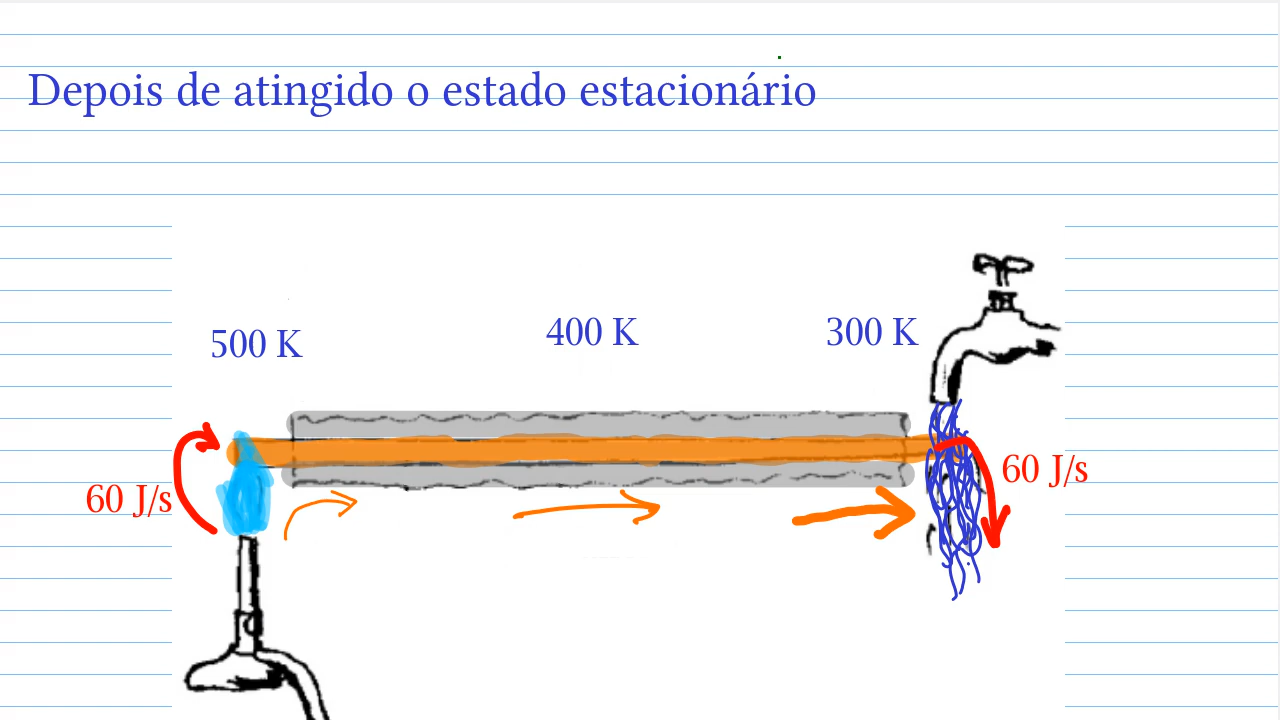 Depois de atingido o estado estacionário
500 K
400 K
300 K
60 J/s
60 J/s